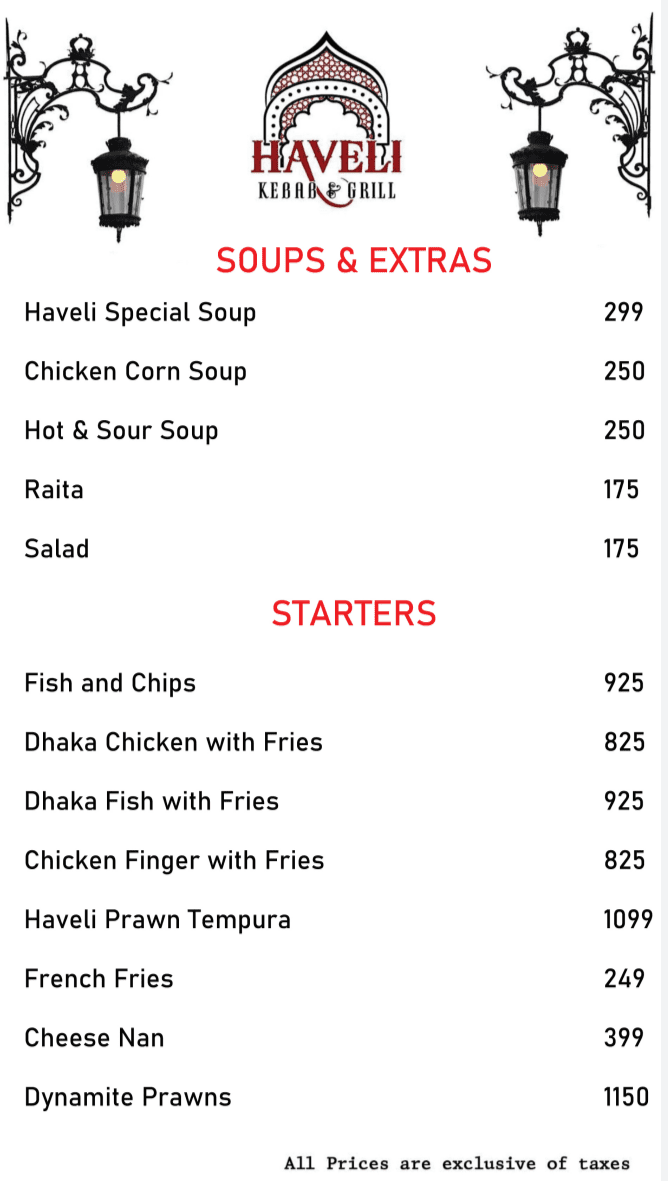 HAVELI
KEBAB & GRILL
SOUPS & EXTRAS
Haveli Special Soup 299
Chicken Corn Soup 250
Hot & Sour Soup 250
Raita 175
Salad 175
STARTERS
Fish and Chips 925
Dhaka Chicken with Fries 825
Dhaka Fish with Fries 925
Chicken Finger with Fries 825
Haveli Prawn Tempura 1099
French Fries 249
Cheese Nan 399
Dynamite Prawns 1150
All Prices are exclusive of taxes